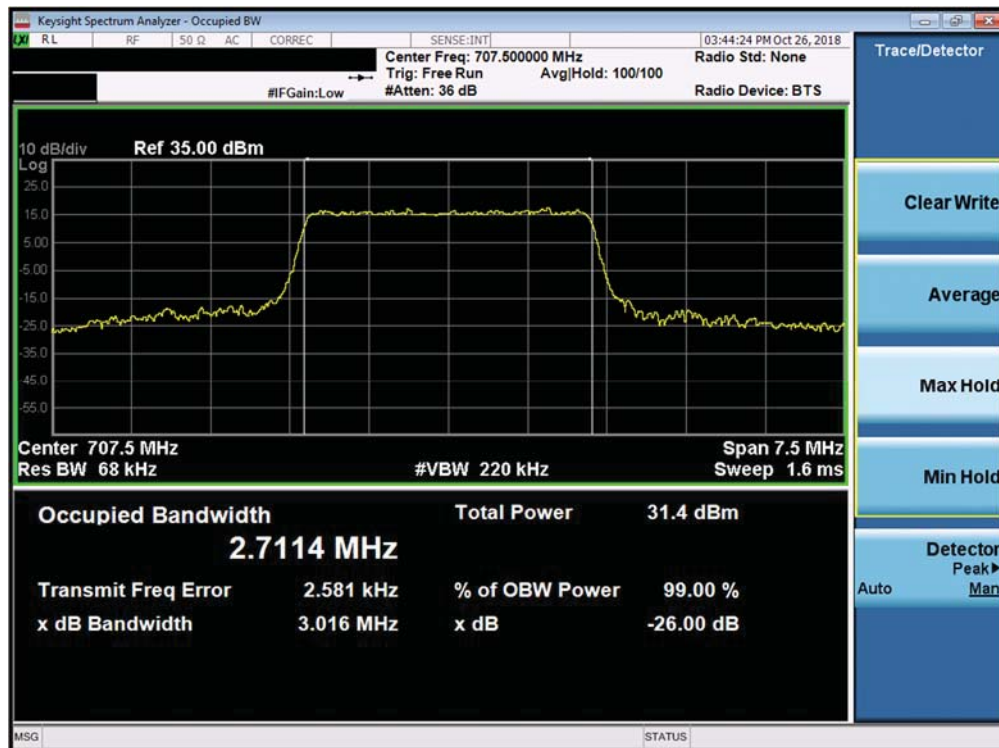 Keysight Spectrum Analyzer - Occupied BW
LXI RL RF 50 Ω AC CORREC SENSE:INT 03:44:24 PM Oct 26, 2018
Center Freq: 707.500000 MHz Radio Std: None
Trig: Free Run Avg|Hold: 100/100
#IFGain:Low #Atten: 36 dB Radio Device: BTS
10 dB/div Ref 35.00 dBm
Log
25.0
15.0
5.00
-5.00
-15.0
-25.0
-35.0
-45.0
-55.0
Center 707.5 MHz Span 7.5 MHz
Res BW 68 kHz #VBW 220 kHz Sweep 1.6 ms
Occupied Bandwidth Total Power 31.4 dBm
2.7114 MHz
Transmit Freq Error 2.581 kHz % of OBW Power 99.00 %
x dB Bandwidth 3.016 MHz x dB -26.00 dB
MSG STATUS
Trace/Detector
Clear Write
Average
Max Hold
Min Hold
Detector
Peak▶
Auto Man